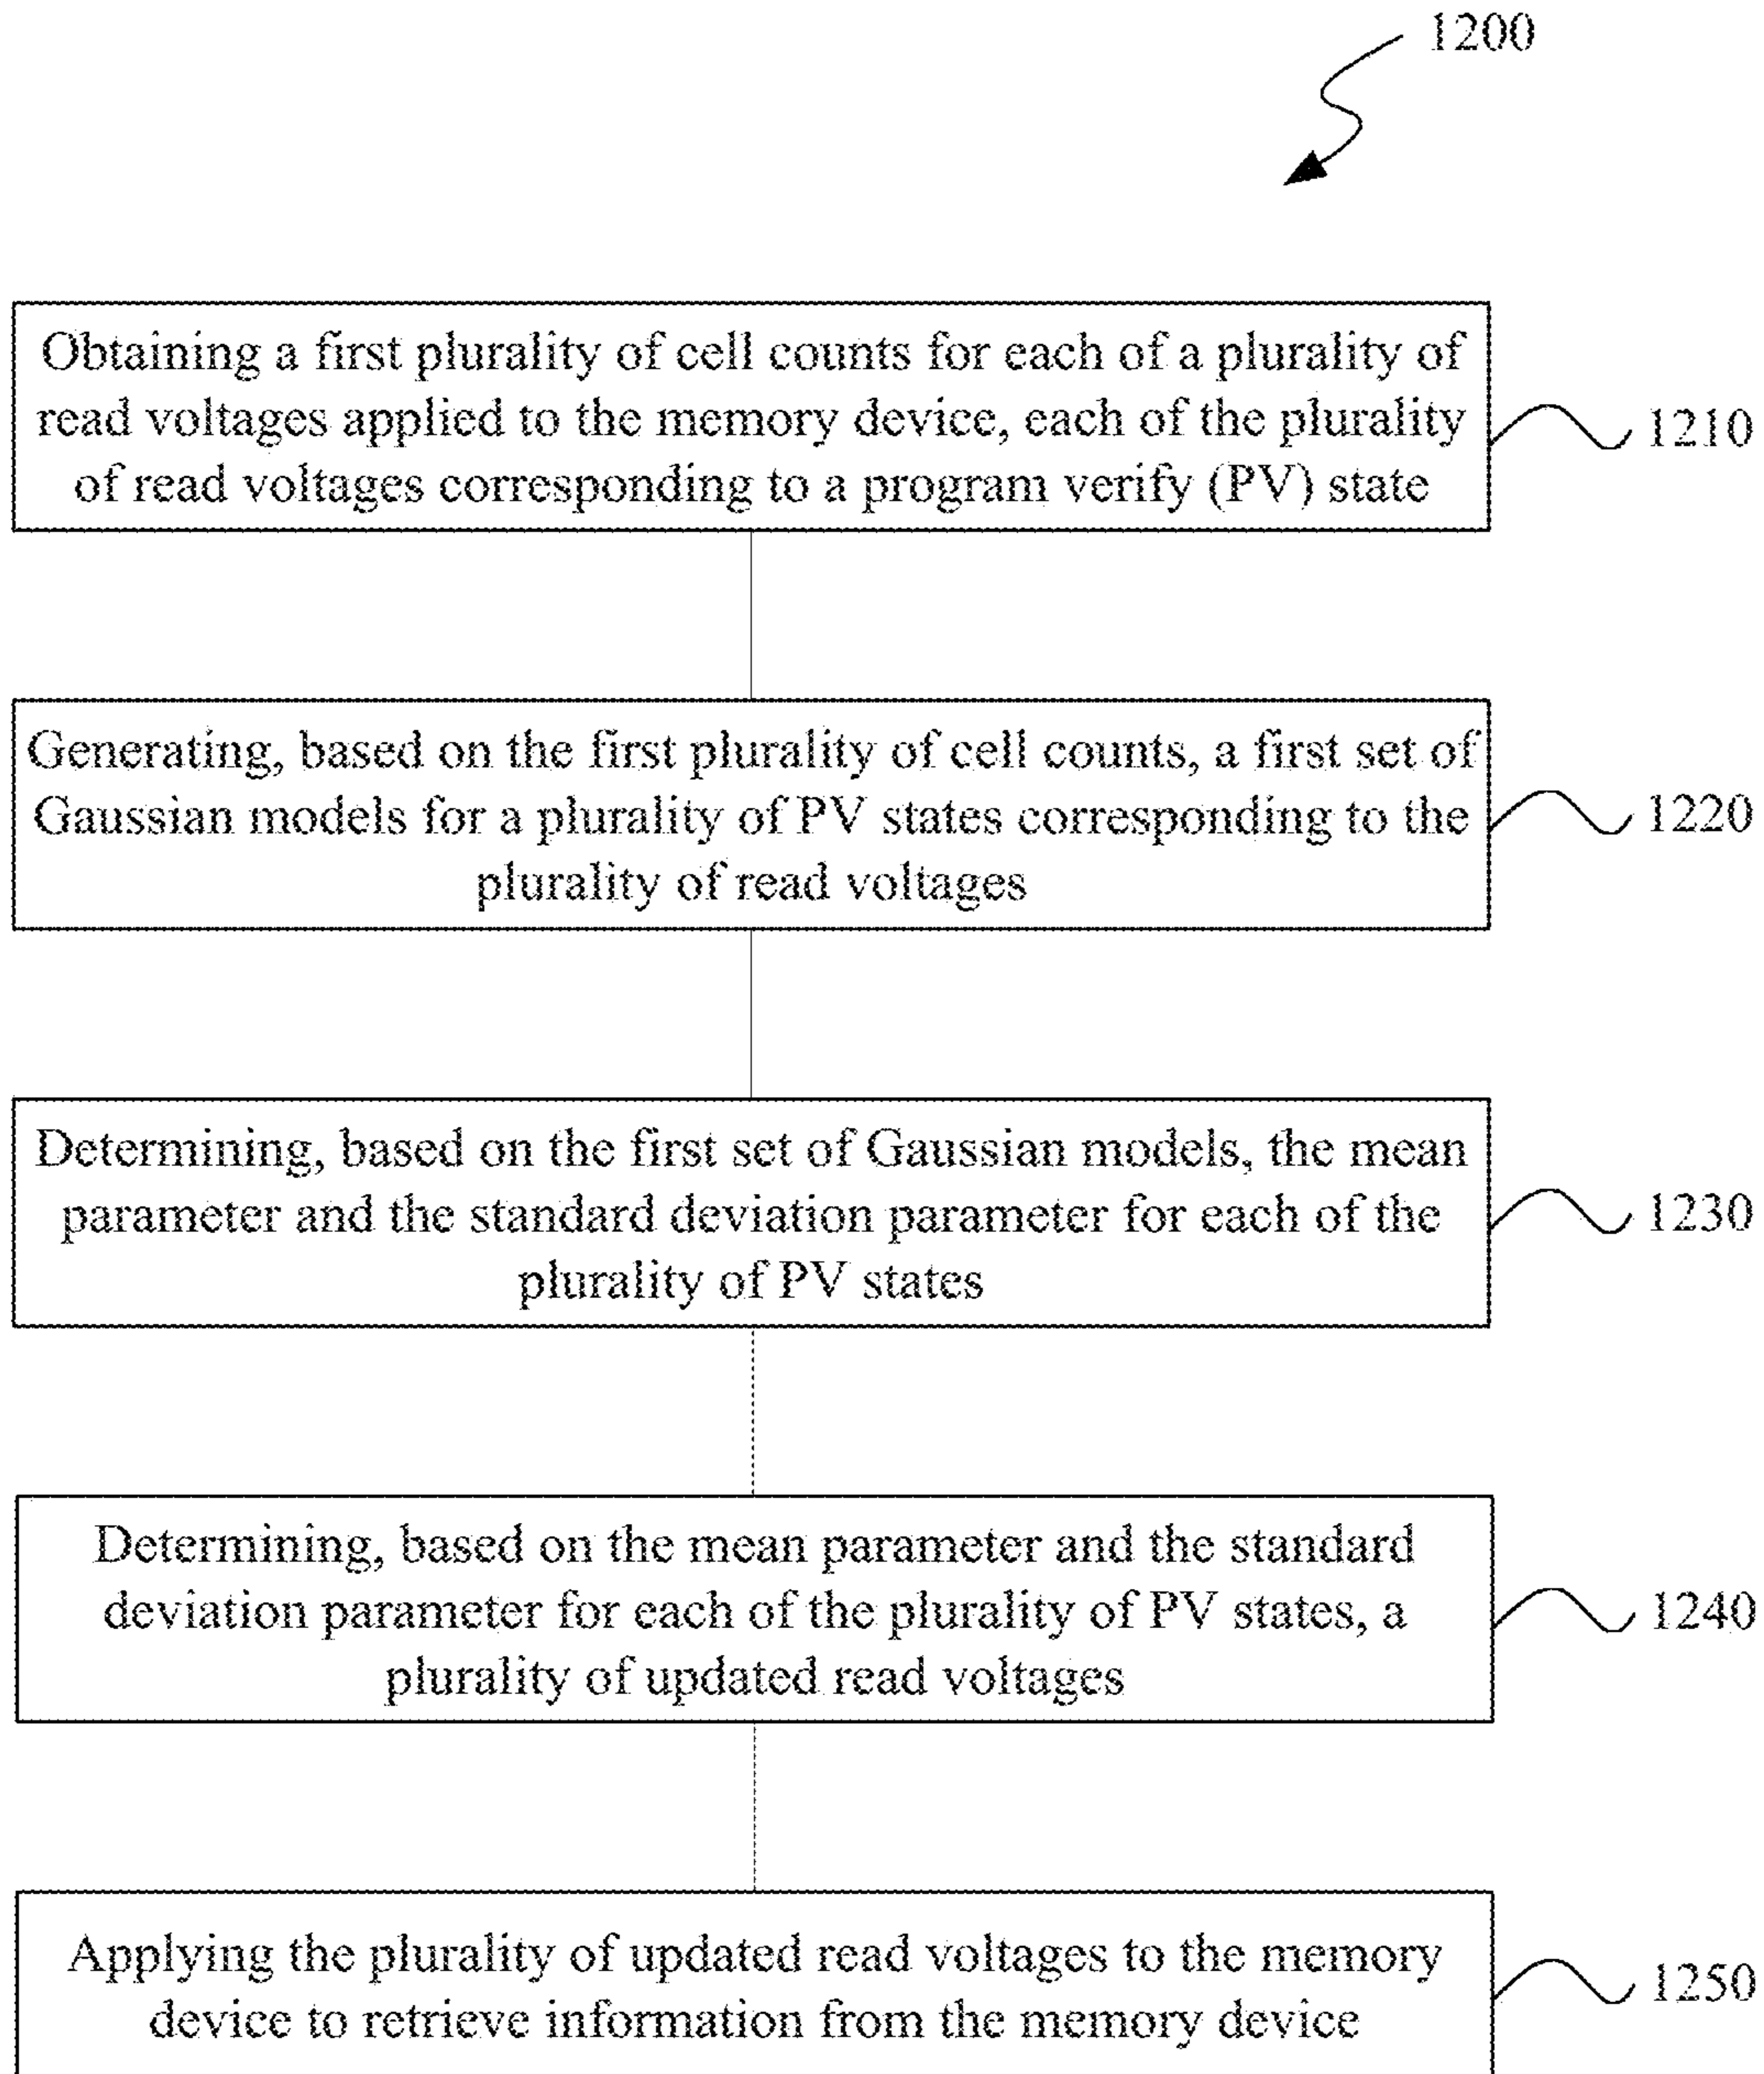 1200
Obtaining a first plurality of cell counts for each of a plurality of
read voltages applied to the memory device, each of the plurality
of read voltages corresponding to a program verify (PV) state
1210
Generating, based on the first plurality of cell counts, a first set of
Gaussian models for a plurality of PV states corresponding to the
plurality of read voltages
1220
Determining, based on the first set of Gaussian models, the mean
parameter and the standard deviation parameter for each of the
plurality of PV states
1230
Determining, based on the mean parameter and the standard
deviation parameter for each of the plurality of PV states, a
plurality of updated read voltages
1240
Applying the plurality of updated read voltages to the memory
device to retrieve information from the memory device
1250